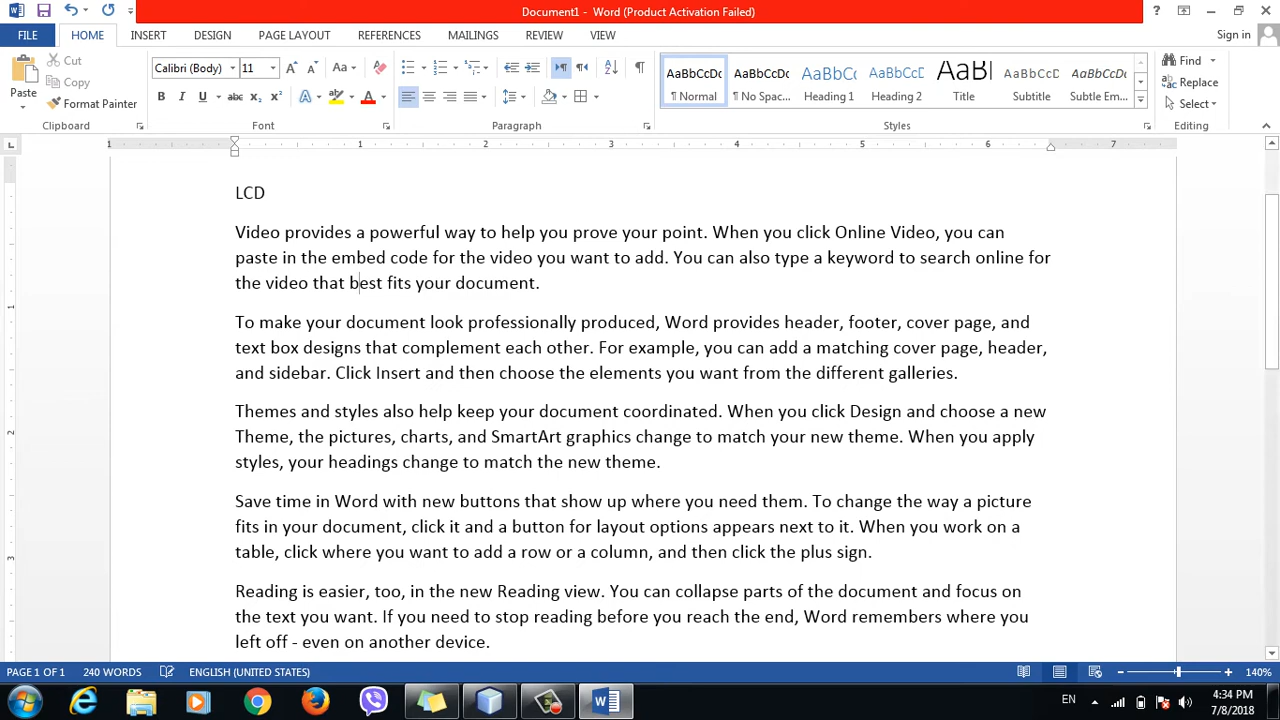 Document1 - Word (Product Activation Failed)
FILE HOME INSERT DESIGN PAGE LAYOUT REFERENCES MAILINGS REVIEW VIEW Sign in
Cut
Copy
Format Painter
Paste
Clipboard
Calibri (Body) 11
Font
Paragraph
AaBbCcDc AaBbCcDc AaBbCc AaBbCcD AaBl AaBbCcD AaBbCcDc
¶ Normal ¶ No Spac... Heading 1 Heading 2 Title Subtitle Subtle Em...
Styles
Find
Replace
Select
Editing
1 1 2 3 4 5 6 7
LCD
Video provides a powerful way to help you prove your point. When you click Online Video, you can
paste in the embed code for the video you want to add. You can also type a keyword to search online for
the video that best fits your document.
To make your document look professionally produced, Word provides header, footer, cover page, and
text box designs that complement each other. For example, you can add a matching cover page, header,
and sidebar. Click Insert and then choose the elements you want from the different galleries.
Themes and styles also help keep your document coordinated. When you click Design and choose a new
Theme, the pictures, charts, and SmartArt graphics change to match your new theme. When you apply
styles, your headings change to match the new theme.
Save time in Word with new buttons that show up where you need them. To change the way a picture
fits in your document, click it and a button for layout options appears next to it. When you work on a
table, click where you want to add a row or a column, and then click the plus sign.
Reading is easier, too, in the new Reading view. You can collapse parts of the document and focus on
the text you want. If you need to stop reading before you reach the end, Word remembers where you
left off - even on another device.
1
2
3
PAGE 1 OF 1 240 WORDS ENGLISH (UNITED STATES) 140%
EN 4:34 PM
7/8/2018